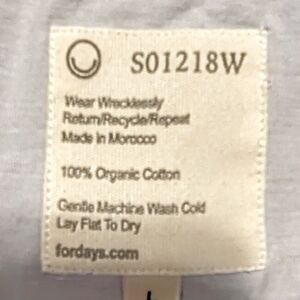 S01218W
Wear Wrecklessly
Return/Recycle/Repeat
Made in Morocco
100% Organic Cotton
Gentle Machine Wash Cold
Lay Flat To Dry
fordays.com